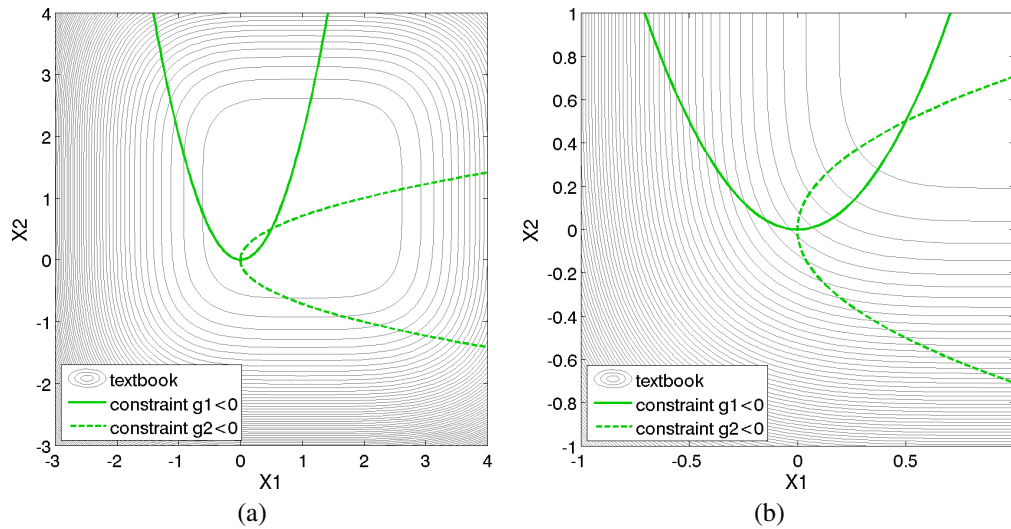 4
3
2
1
0
-1
-2
-3
X2
-3 -2 -1 0 1 2 3 4
X1
textbook
constraint g1<0
constraint g2<0
(a)
1
0.8
0.6
0.4
0.2
0
-0.2
-0.4
-0.6
-0.8
-1
X2
-1 -0.5 0 0.5
X1
textbook
constraint g1<0
constraint g2<0
(b)